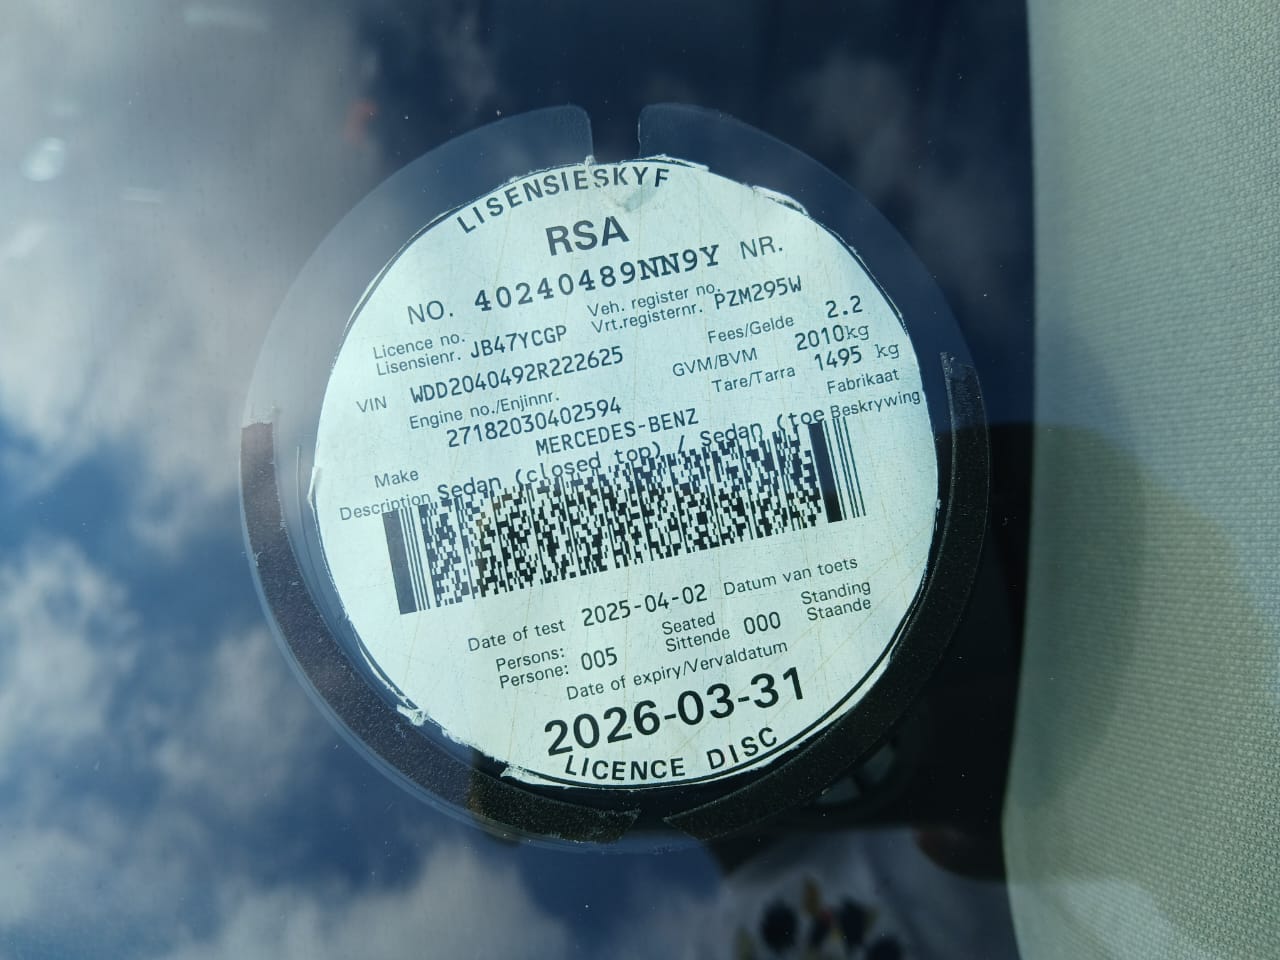 LISENSIESKYF
RSA
NO. 40240489NN9Y NR.
Licence no. Veh. register no.
Lisensienr. JB47YCGP Vrt.registernr. PZM295W
VIN WDD2040492R222625 Fees/Gelde 2.2
GVM/BVM 2010kg
Engine no./Enjinnr. Tare/Tarra 1495 kg
27182030402594
Make MERCEDES-BENZ Fabrikaat
Description Sedan (closed top) / Sedan (toe Beskrywing
Date of test 2025-04-02 Datum van toets
Persons: Seated Standing
Persone: 005 Sittende 000 Staande
Date of expiry/Vervaldatum
2026-03-31
LICENCE DISC